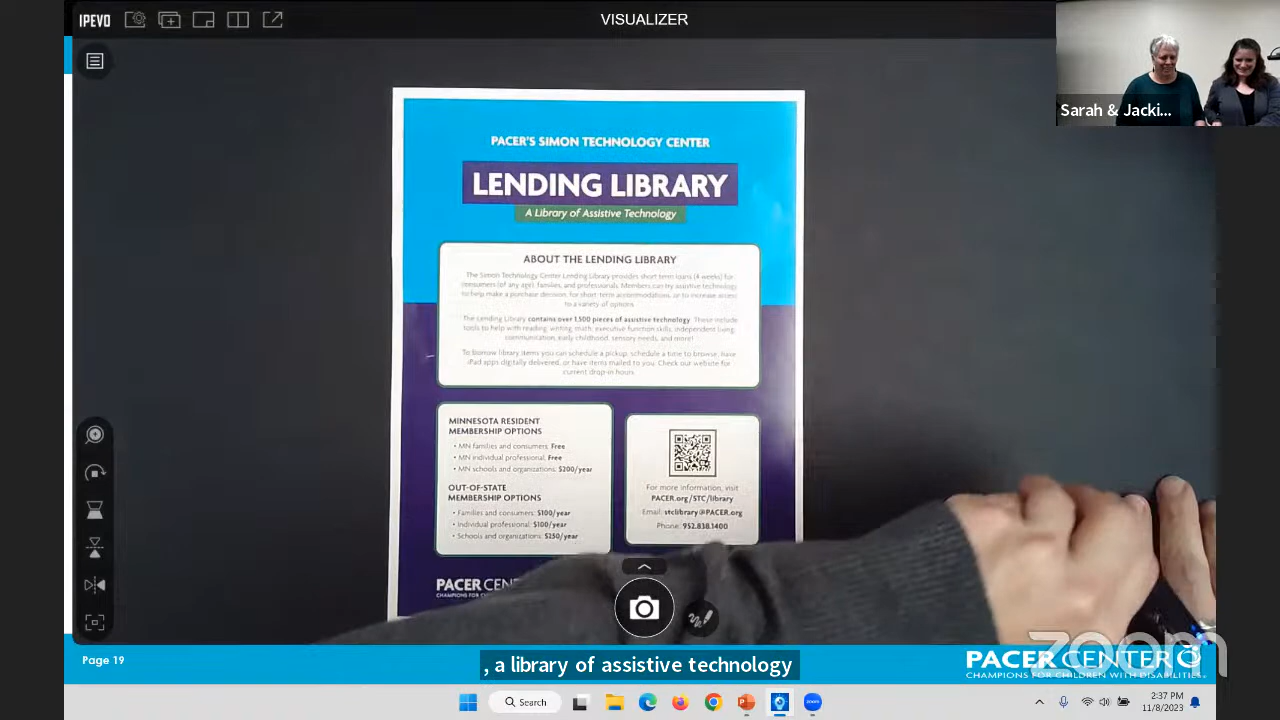 IPEVO
VISUALIZER
Sarah & Jacki...
PACER'S SIMON TECHNOLOGY CENTER
LENDING LIBRARY
A Library of Assistive Technology
ABOUT THE LENDING LIBRARY
The Simon Technology Center Lending Library provides short term loans (4 weeks) for
consumers (of any age), families, and professionals. Members can try assistive technology
to help make a purchase decision, for short-term accommodations, or to increase access
to a variety of options.
The Lending Library contains over 1,500 pieces of assistive technology. These include
tools to help with reading, writing, math, executive function skills, independent living,
communication, early childhood, sensory needs, and more!
To borrow library items you can schedule a pickup, schedule a time to browse, have
iPad apps digitally delivered, or have items mailed to you. Check our website for
current drop-in hours.
MINNESOTA RESIDENT
MEMBERSHIP OPTIONS
• MN families and consumers: Free
• MN individual professional: Free
• MN schools and organizations: $200/year
OUT-OF-STATE
MEMBERSHIP OPTIONS
• Families and consumers: $100/year
• Individual professional: $100/year
• Schools and organizations: $250/year
For more information, visit
PACER.org/STC/library
Email: stclibrary@PACER.org
Phone: 952.838.1400
PACER CEN
CHAMPIONS FOR
Page 19
, a library of assistive technology
PACER CENTER
CHAMPIONS FOR CHILDREN WITH DISABILITIES
zoom
Search
2:37 PM
11/8/2023